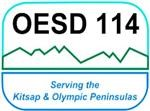 OESD 114
Serving the
Kitsap & Olympic Peninsulas